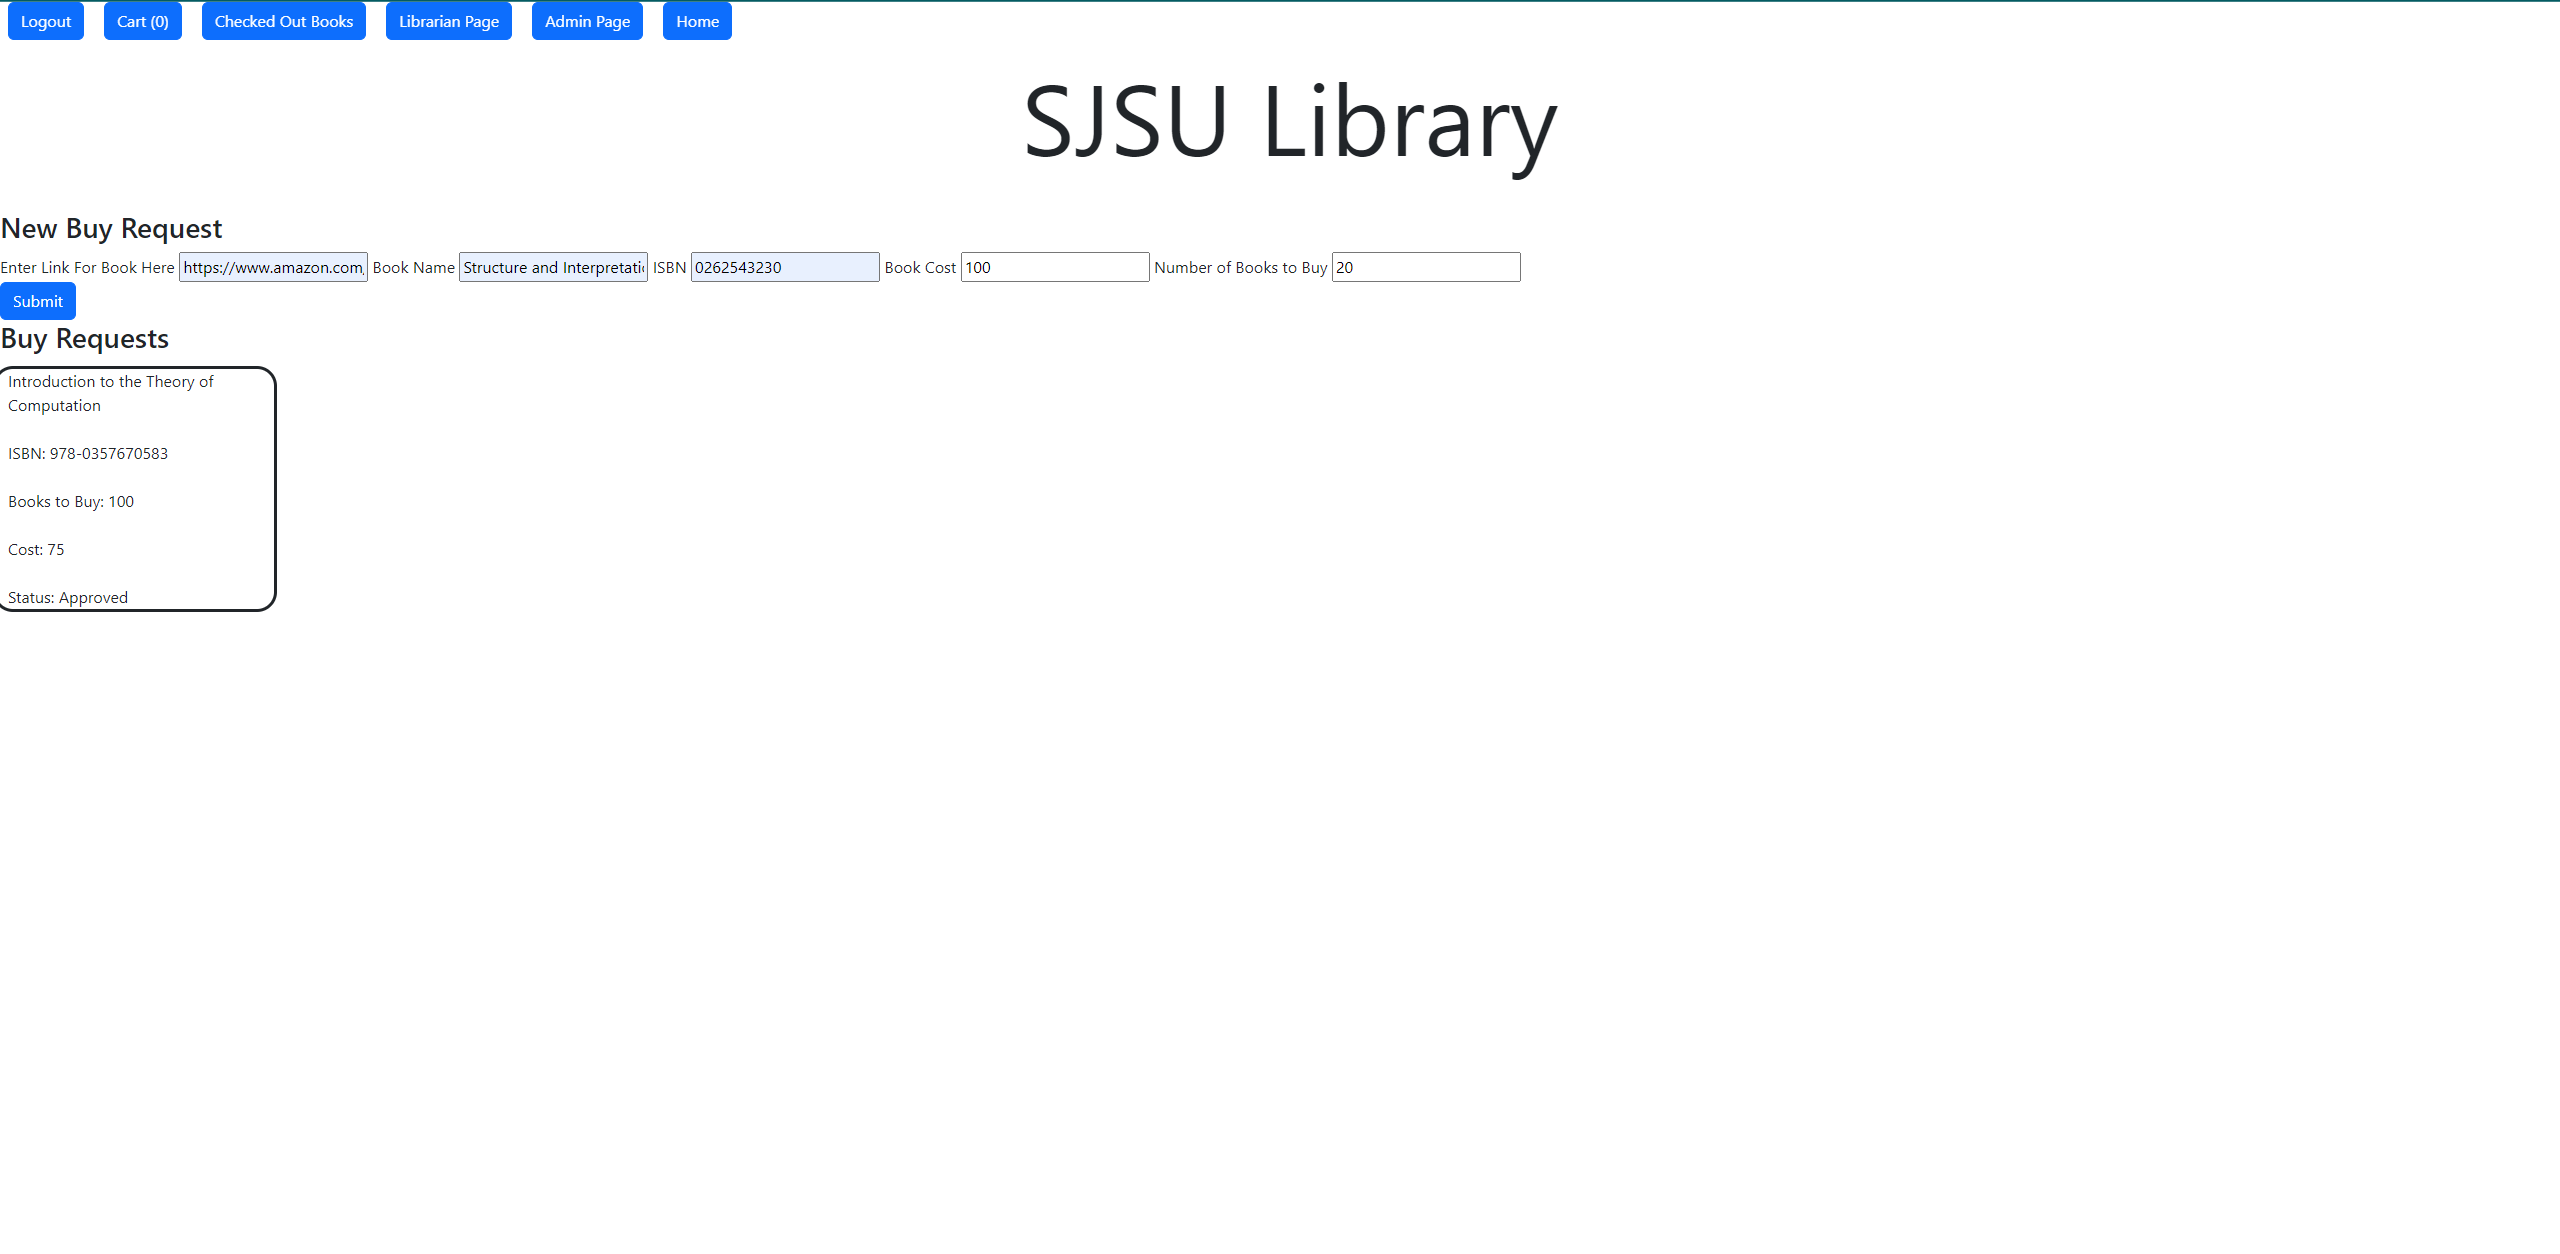 Logout Cart (0) Checked Out Books Librarian Page Admin Page Home
SJSU Library
New Buy Request
Enter Link For Book Here https://www.amazon.com Book Name Structure and ISBN 0262543230 Book Cost 100 Number of Books to Buy 20
Submit
Buy Requests
Introduction to the Theory of
Computation
ISBN: 978-0357670583
Books to Buy: 100
Cost: 75
Status: Approved